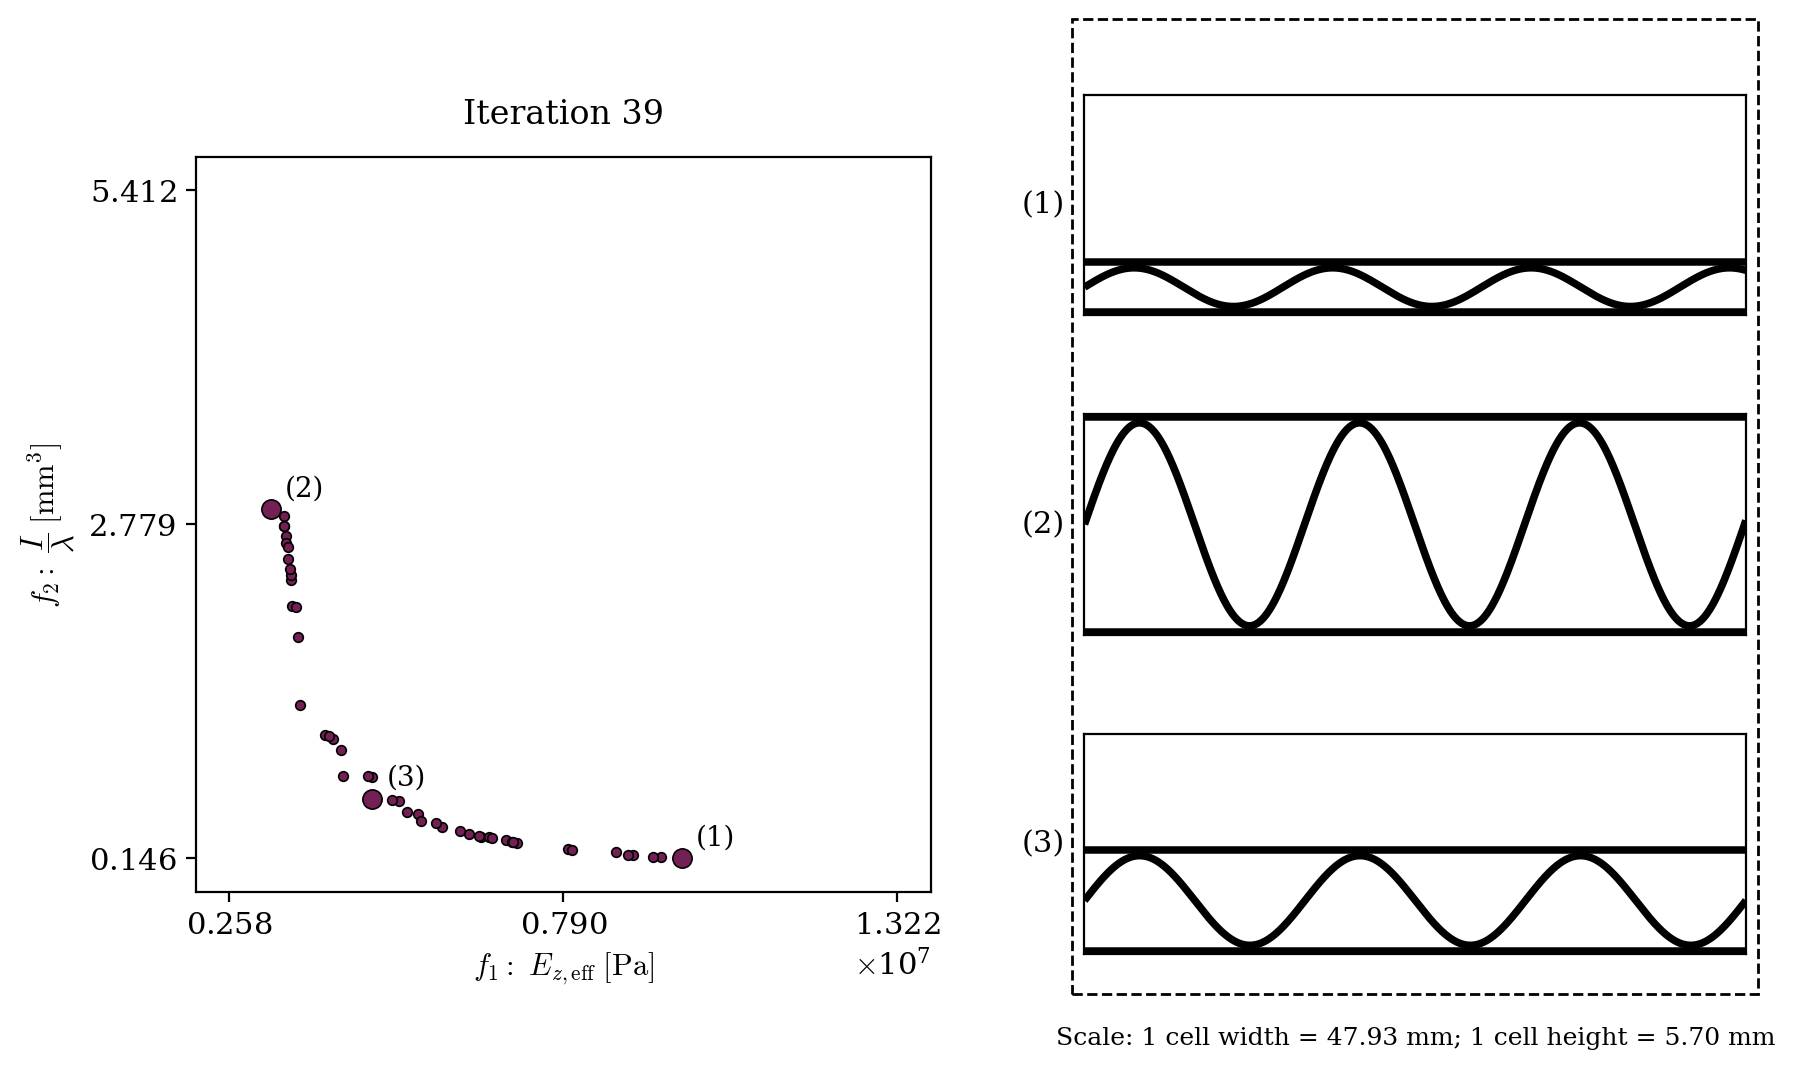 Iteration 39
5.412
2.779
0.146
f₂ : I/λ [mm³]
(2)
(3)
(1)
0.258 0.790 1.322
×10⁷
f₁ : E_{z,eff} [Pa]
(1)
(2)
(3)
Scale: 1 cell width = 47.93 mm; 1 cell height = 5.70 mm